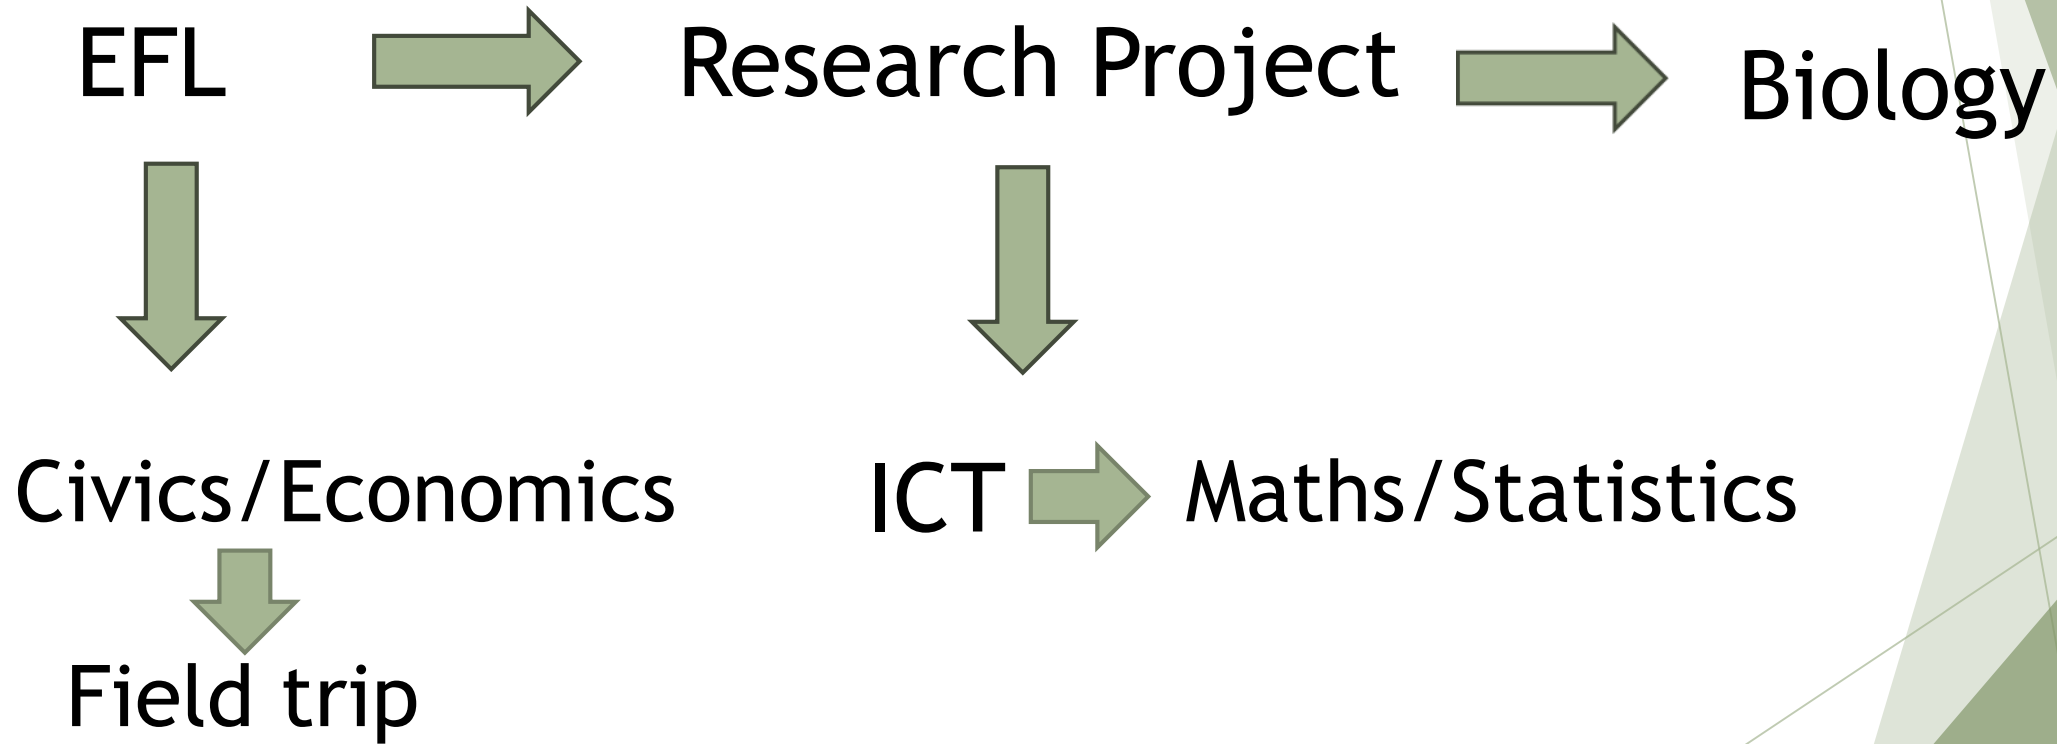 EFL
Research Project
Biology
Civics/Economics
ICT
Maths/Statistics
Field trip